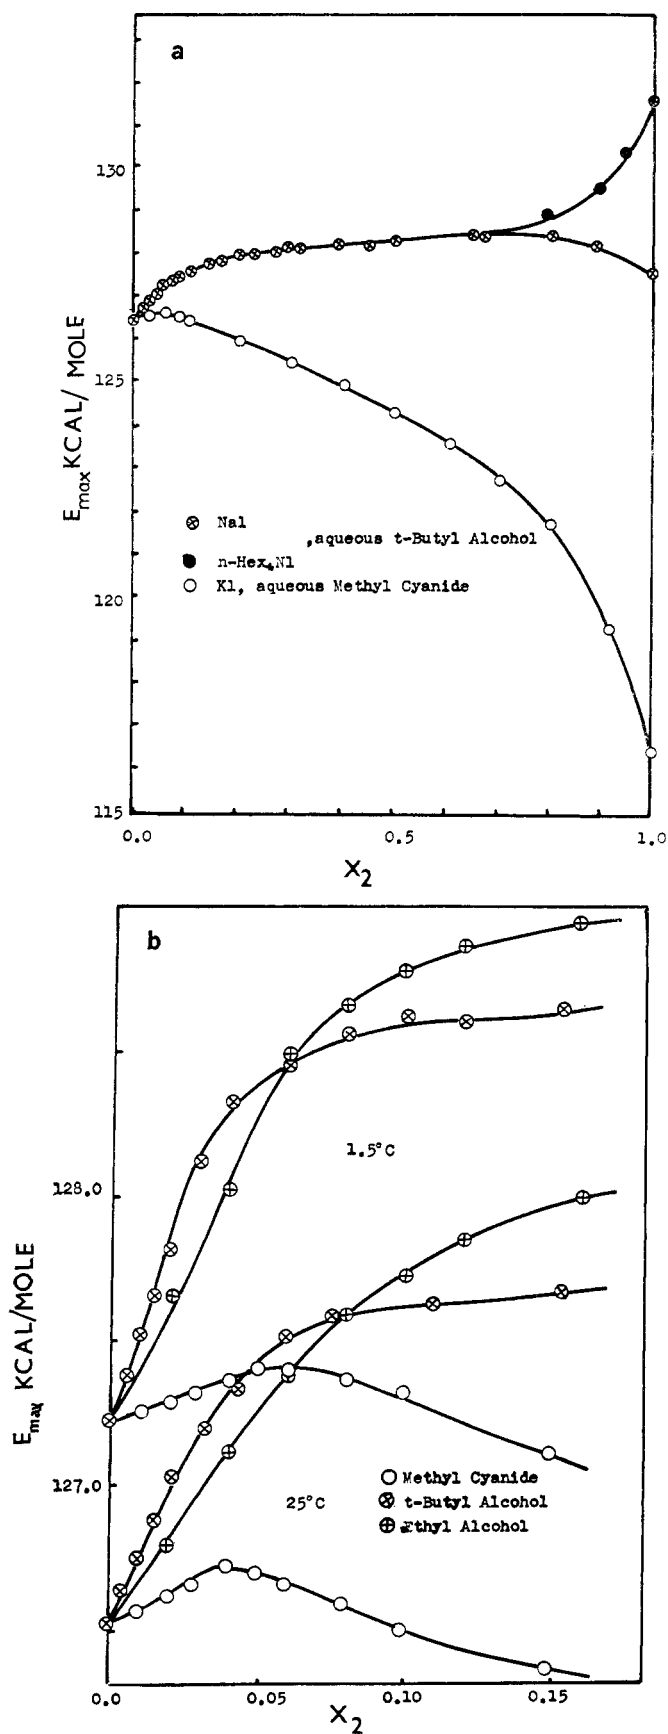 a
130
125
120
115
E_max KCAL/ MOLE
⊗ NaI
,aqueous t-Butyl Alcohol
● n-Hex₄NI
○ KI, aqueous Methyl Cyanide
0.0 0.5 1.0
X₂
b
1.5°C
128.0
E_max KCAL/MOLE
127.0
25°C
○ Methyl Cyanide
⊗ t-Butyl Alcohol
⊕ Ethyl Alcohol
0.0 0.05 0.10 0.15
X₂